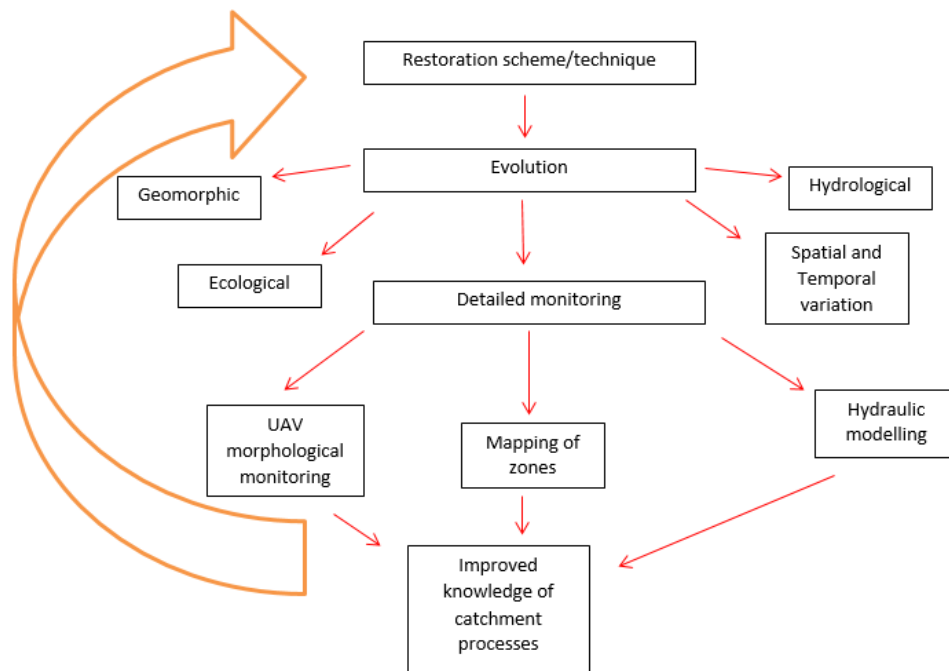 Restoration scheme/technique
Evolution
Geomorphic
Hydrological
Ecological
Spatial and
Temporal
variation
Detailed monitoring
UAV
morphological
monitoring
Mapping of
zones
Hydraulic
modelling
Improved
knowledge of
catchment
processes